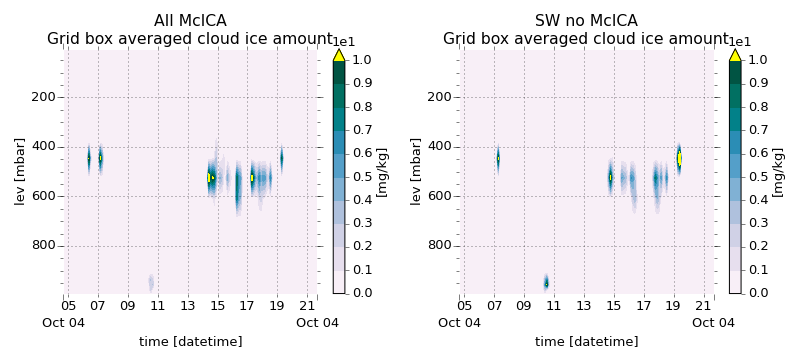 All McICA
Grid box averaged cloud ice amount
1e1
1.0
0.9
0.8
0.7
0.6
0.5
0.4
0.3
0.2
0.1
0.0
[mg/kg]
lev [mbar]
200
400
600
800
05 07 09 11 13 15 17 19 21
Oct 04 Oct 04
time [datetime]
SW no McICA
Grid box averaged cloud ice amount
1e1
1.0
0.9
0.8
0.7
0.6
0.5
0.4
0.3
0.2
0.1
0.0
[mg/kg]
lev [mbar]
200
400
600
800
05 07 09 11 13 15 17 19 21
Oct 04 Oct 04
time [datetime]